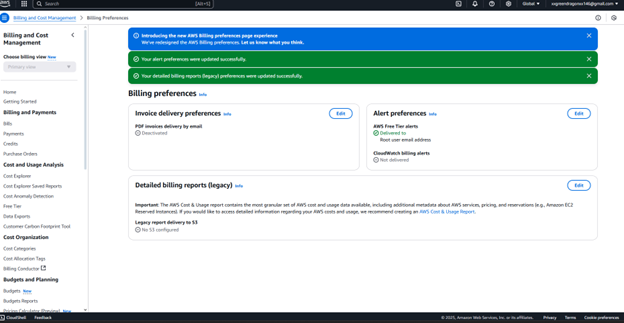 aws
Search
[Alt+S]
Global
xxgreendragonxx146@gmail.com
Billing and Cost Management > Billing Preferences
Billing and Cost Management
Choose billing view New
Primary view
Home
Getting Started
Billing and Payments
Bills
Payments
Credits
Purchase Orders
Cost and Usage Analysis
Cost Explorer
Cost Explorer Saved Reports
Cost Anomaly Detection
Free Tier
Data Exports
Customer Carbon Footprint Tool
Cost Organization
Cost Categories
Cost Allocation Tags
Billing Conductor
Budgets and Planning
Budgets New
Budgets Reports
Pricing Calculator (Preview) New
Introducing the new AWS Billing preferences page experience
We've redesigned the AWS Billing preferences. Let us know what you think.
Your alert preferences were updated successfully.
Your detailed billing reports (legacy) preferences were updated successfully.
Billing preferences Info
Invoice delivery preferences Info
Edit
PDF invoices delivery by email
Deactivated
Alert preferences Info
Edit
AWS Free Tier alerts
Delivered to
Root user email address
CloudWatch billing alerts
Not delivered
Detailed billing reports (legacy) Info
Edit
Important: The AWS Cost & Usage report contains the most granular set of AWS cost and usage data available, including additional metadata about AWS services, pricing, and reservations (e.g., Amazon EC2
Reserved Instances). If you would like to access detailed information regarding your AWS costs and usage, we recommend creating an AWS Cost & Usage Report.
Legacy report delivery to S3
No S3 configured
CloudShell
Feedback
© 2025, Amazon Web Services, Inc. or its affiliates.
Privacy
Terms
Cookie preferences